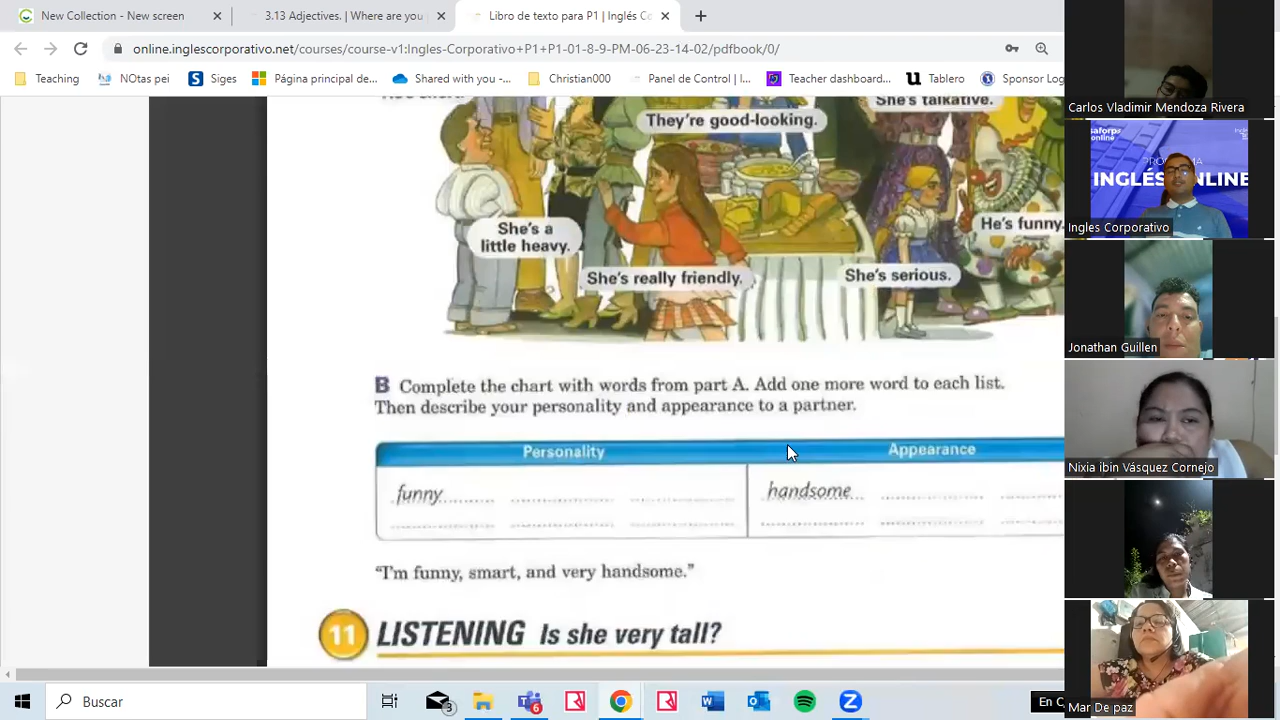 New Collection - New screen
3.13 Adjectives. | Where are you
Libro de texto para P1 | Inglés Co
online.inglescorporativo.net/courses/course-v1:Ingles-Corporativo+P1+P1-01-8-9-PM-06-23-14-02/pdfbook/0/
Teaching
NOtas pei
Siges
Página principal de...
Shared with you -...
Christian000
Panel de Control | I...
Teacher dashboard...
Tablero
Sponsor Log
She's talkative.
They're good-looking.
She's a
little heavy.
He's funny.
She's really friendly.
She's serious.
B Complete the chart with words from part A. Add one more word to each list.
Then describe your personality and appearance to a partner.
Personality
Appearance
funny
handsome
"I'm funny, smart, and very handsome."
11 LISTENING Is she very tall?
Buscar
3
6
En C
Carlos Vladimir Mendoza Rivera
saforp
online
INGLÉS ONLINE
Ingles Corporativo
Jonathan Guillen
Nixia ibin Vásquez Cornejo
Mar De paz